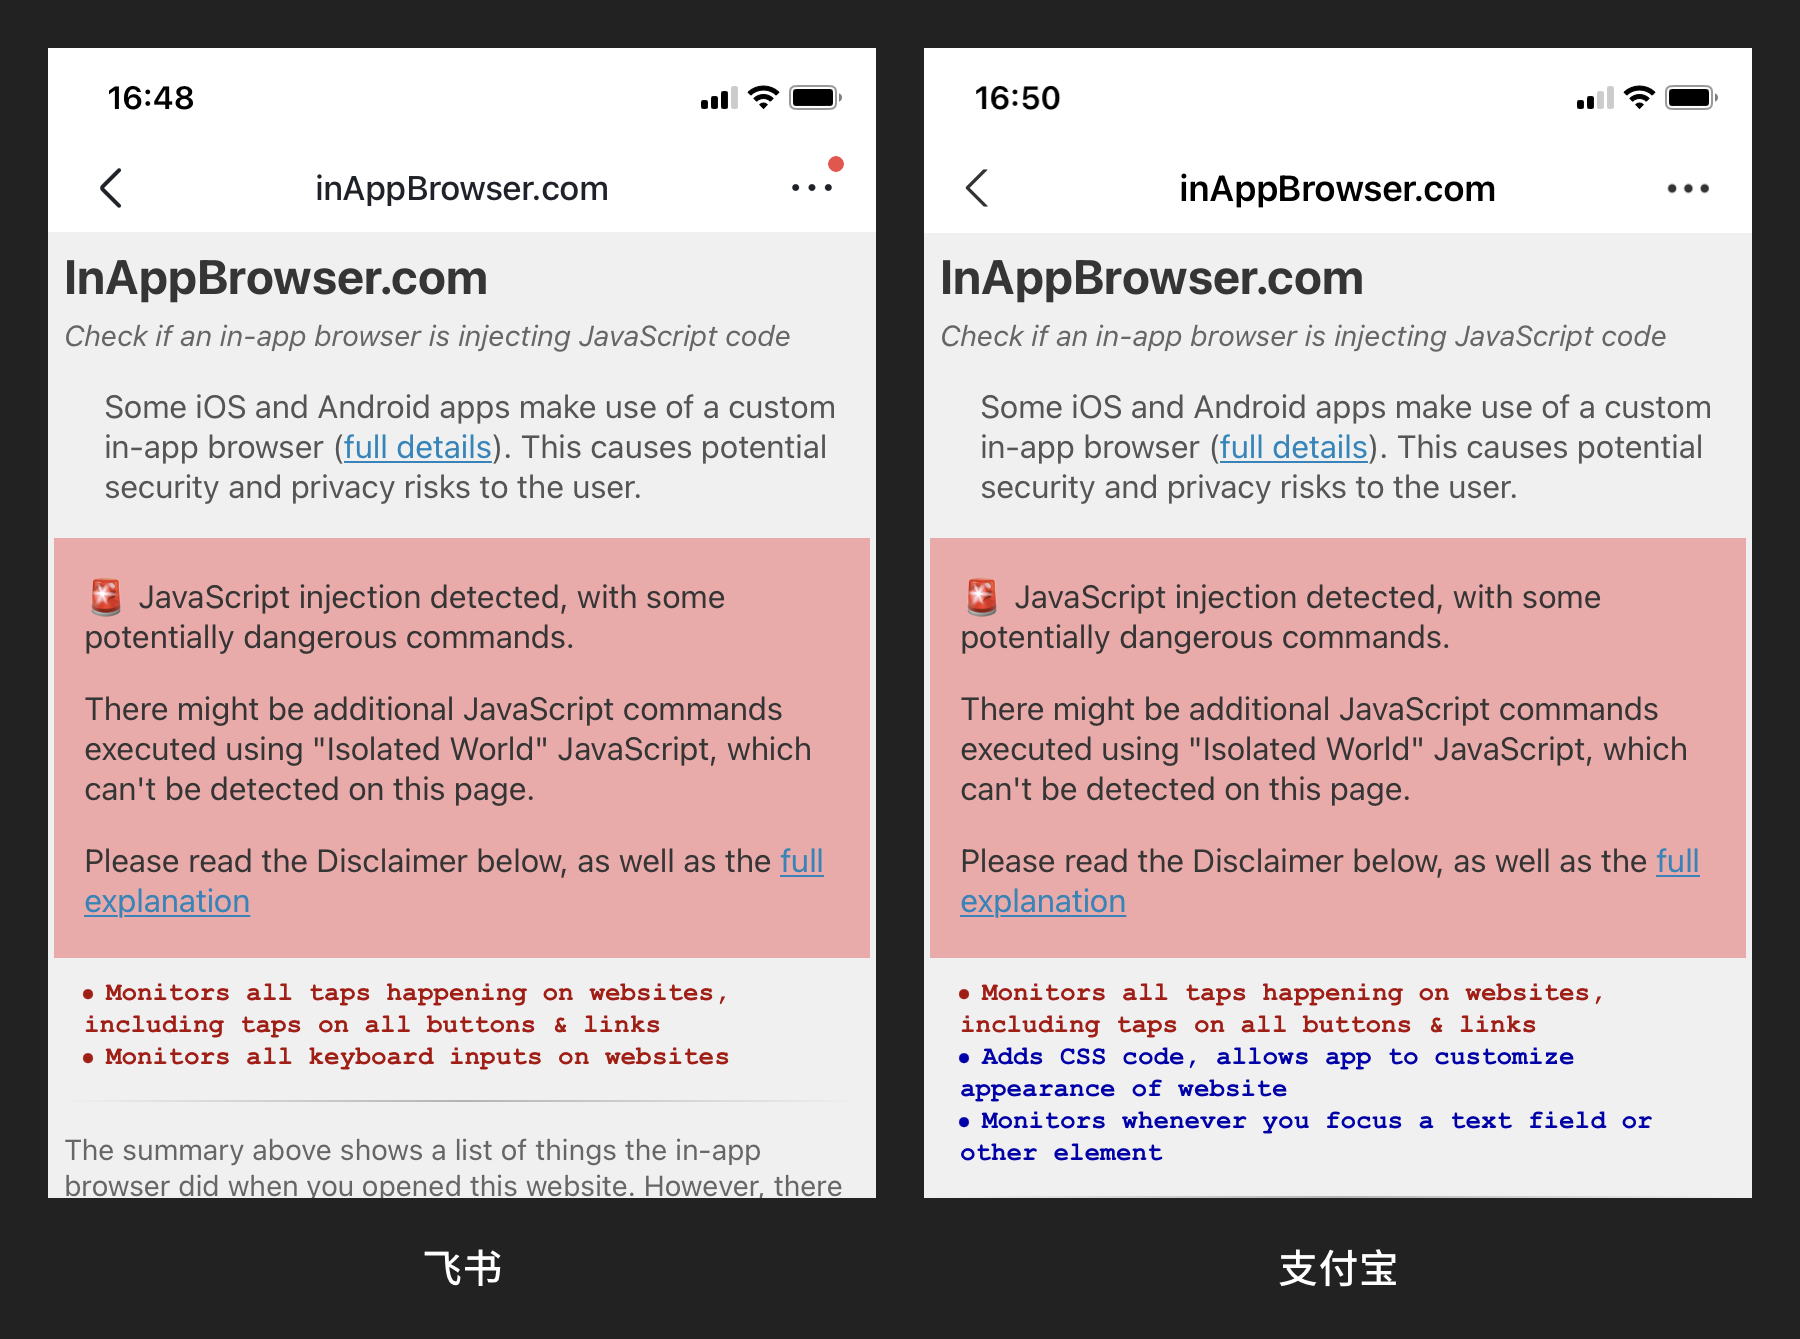 16:48
inAppBrowser.com
InAppBrowser.com
Check if an in-app browser is injecting JavaScript code
Some iOS and Android apps make use of a custom
in-app browser (full details). This causes potential
security and privacy risks to the user.
🚨 JavaScript injection detected, with some
potentially dangerous commands.
There might be additional JavaScript commands
executed using "Isolated World" JavaScript, which
can't be detected on this page.
Please read the Disclaimer below, as well as the full
explanation
• Monitors all taps happening on websites,
including taps on all buttons & links
• Monitors all keyboard inputs on websites
The summary above shows a list of things the in-app
browser did when you opened this website. However, there
飞书
16:50
inAppBrowser.com
InAppBrowser.com
Check if an in-app browser is injecting JavaScript code
Some iOS and Android apps make use of a custom
in-app browser (full details). This causes potential
security and privacy risks to the user.
🚨 JavaScript injection detected, with some
potentially dangerous commands.
There might be additional JavaScript commands
executed using "Isolated World" JavaScript, which
can't be detected on this page.
Please read the Disclaimer below, as well as the full
explanation
• Monitors all taps happening on websites,
including taps on all buttons & links
• Adds CSS code, allows app to customize
appearance of website
• Monitors whenever you focus a text field or
other element
支付宝